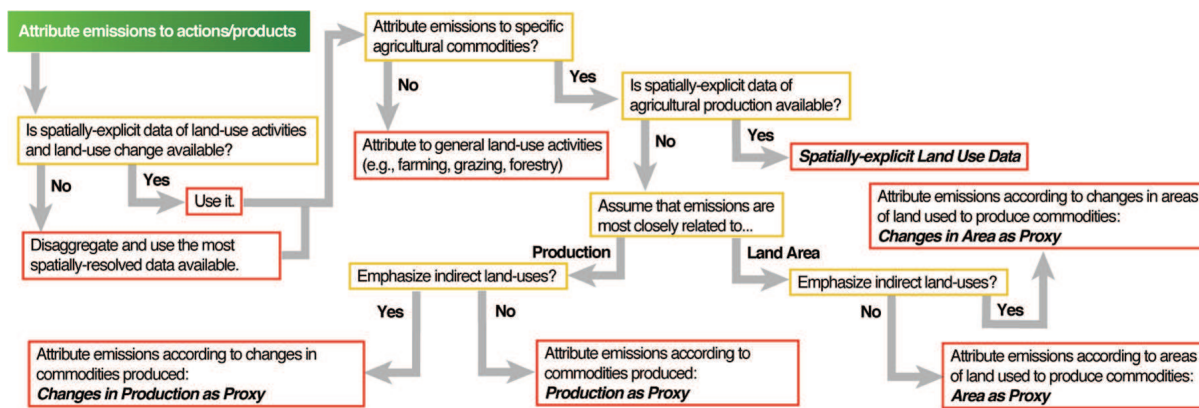 Attribute emissions to actions/products
Is spatially-explicit data of land-use activities
and land-use change available?
No
Yes
Use it.
Disaggregate and use the most
spatially-resolved data available.
Attribute emissions to specific
agricultural commodities?
No
Yes
Attribute to general land-use activities
(e.g., farming, grazing, forestry)
Is spatially-explicit data of
agricultural production available?
No
Yes
Spatially-explicit Land Use Data
Assume that emissions are
most closely related to...
Production
Land Area
Emphasize indirect land-uses?
Yes
No
Attribute emissions according to changes in
commodities produced:
Changes in Production as Proxy
Attribute emissions according to
commodities produced:
Production as Proxy
Emphasize indirect land-uses?
No
Yes
Attribute emissions according to changes in areas
of land used to produce commodities:
Changes in Area as Proxy
Attribute emissions according to areas
of land used to produce commodities:
Area as Proxy